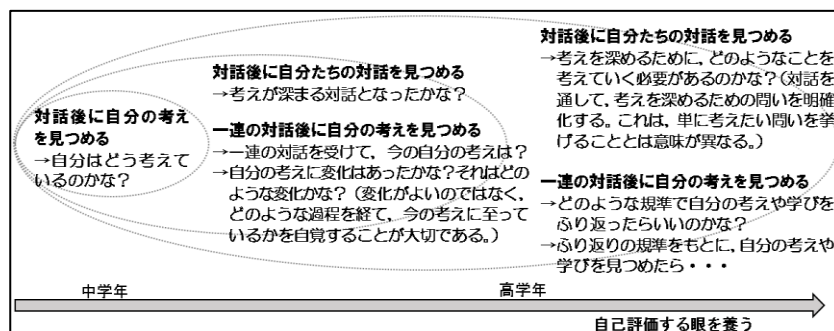 対話後に自分の考え
を見つめる
→自分はどう考えて
いるのかな？
対話後に自分たちの対話を見つめる
→考えが深まる対話となったかな？
一連の対話後に自分の考えを見つめる
→一連の対話を受けて，今の自分の考えは？
→自分の考えに変化はあったかな？それはど
のような変化かな？（変化がよいのではなく，
どのような過程を経て，今の考えに至って
いるかを自覚することが大切である。）
対話後に自分たちの対話を見つめる
→考えを深めるために，どのようなことを
考えていく必要があるのかな？（対話を
通して，考えを深めるための問いを明確
化する。これは，単に考えたい問いを挙
げることとは意味が異なる。）
一連の対話後に自分の考えを見つめる
→どのような規準で自分の考えや学びを
ふり返ったらいいのかな？
→ふり返りの規準をもとに，自分の考えや
学びを見つめたら・・・
中学年
高学年
自己評価する眼を養う